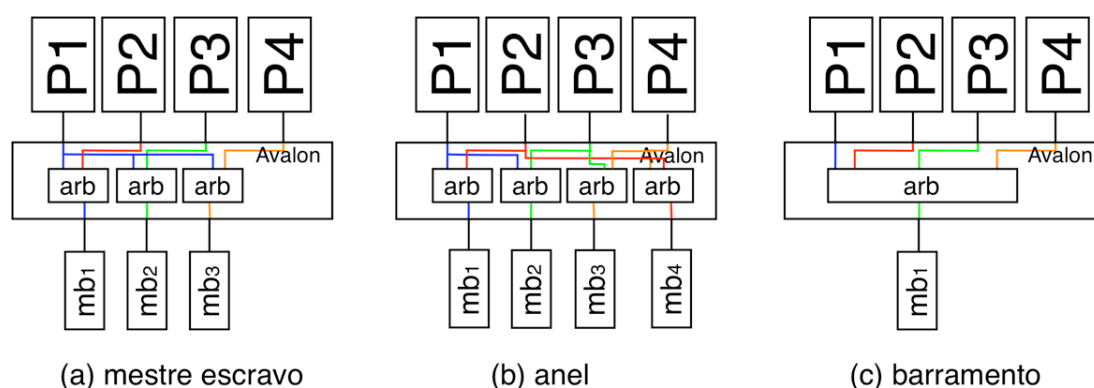 P1 P2 P3 P4
Avalon
arb arb arb
mb1 mb2 mb3
(a) mestre escravo
P1 P2 P3 P4
Avalon
arb arb arb arb
mb1 mb2 mb3 mb4
(b) anel
P1 P2 P3 P4
Avalon
arb
mb1
(c) barramento